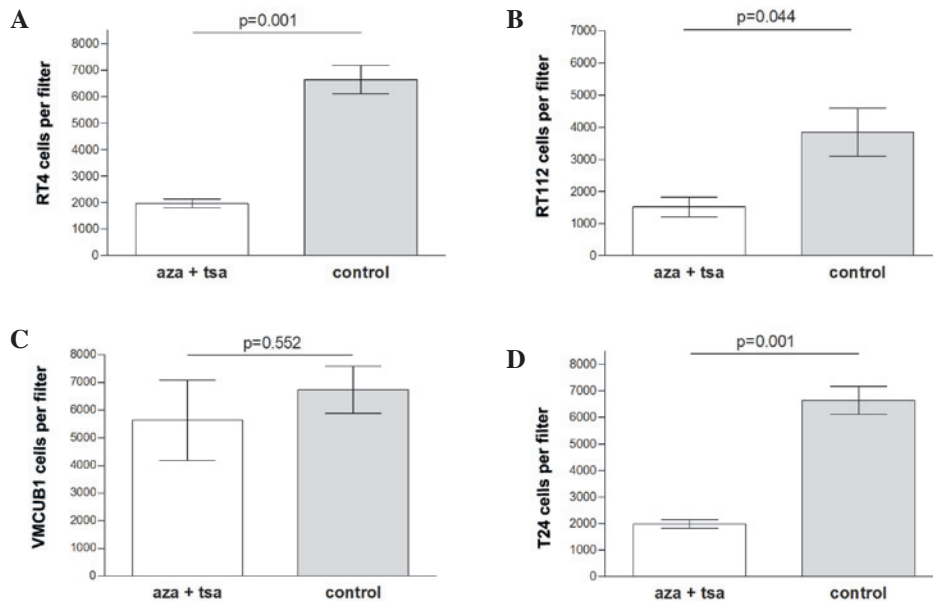 A
p=0.001
RT4 cells per filter
8000
7000
6000
5000
4000
3000
2000
1000
0
aza + tsa
control
B
p=0.044
RT112 cells per filter
7000
6000
5000
4000
3000
2000
1000
0
aza + tsa
control
C
p=0.552
VMCUB1 cells per filter
8000
7000
6000
5000
4000
3000
2000
1000
0
aza + tsa
control
D
p=0.001
T24 cells per filter
8000
7000
6000
5000
4000
3000
2000
1000
0
aza + tsa
control